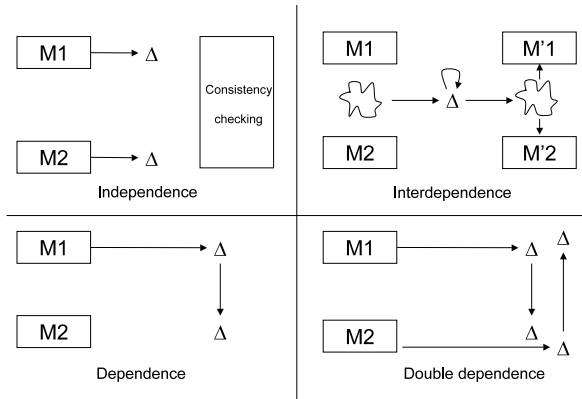 M1 Δ
Consistency
checking
M2 Δ
Independence
M1 M'1
Δ
M2 M'2
Interdependence
M1 Δ
M2 Δ
Dependence
M1 Δ Δ
M2 Δ Δ
Double dependence